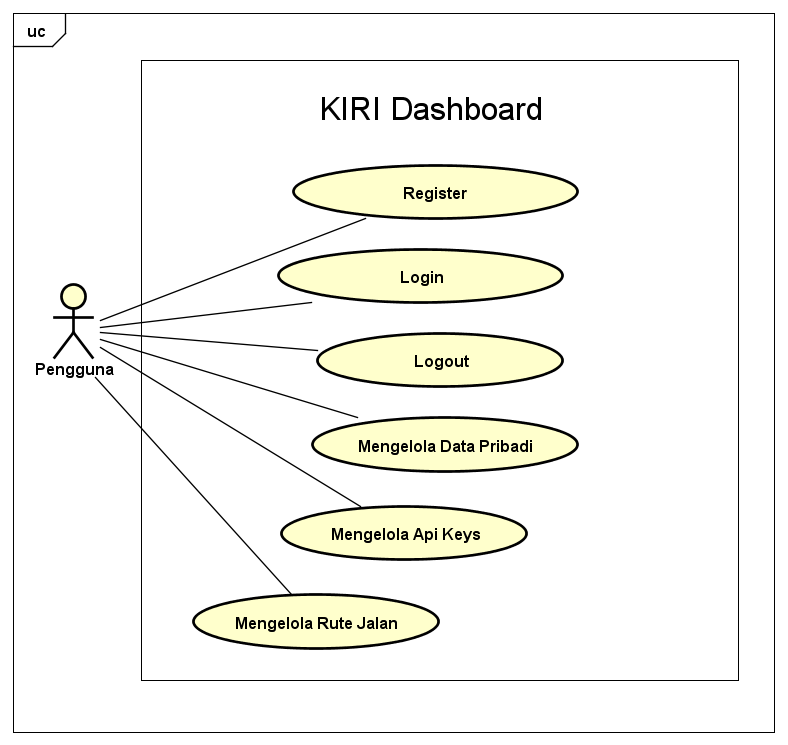 uc
KIRI Dashboard
Register
Login
Logout
Pengguna
Mengelola Data Pribadi
Mengelola Api Keys
Mengelola Rute Jalan